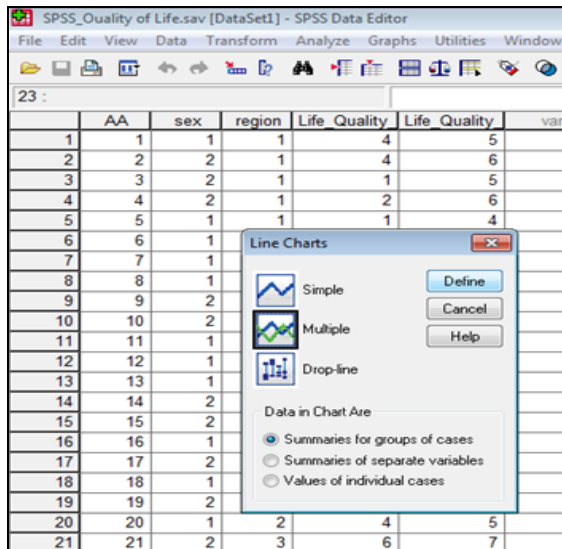 SPSS_Ouality of Life.sav [DataSet1] - SPSS Data Editor
File Edit View Data Transform Analyze Graphs Utilities Window
23 :
AA sex region Life_Quality_ Life_Quality_ var
1 1 1 1 4 5
2 2 2 1 4 6
3 3 2 1 1 5
4 4 2 1 2 6
5 5 1 1 1 4
6 6 1
7 7 1
8 8 1
9 9 2
10 10 2
11 11 1
12 12 1
13 13 1
14 14 2
15 15 2
16 16 1
17 17 2
18 18 1
19 19 2
20 20 1 2 4 5
21 21 2 3 6 7
Line Charts
Simple
Multiple
Drop-line
Define
Cancel
Help
Data in Chart Are
Summaries for groups of cases
Summaries of separate variables
Values of individual cases